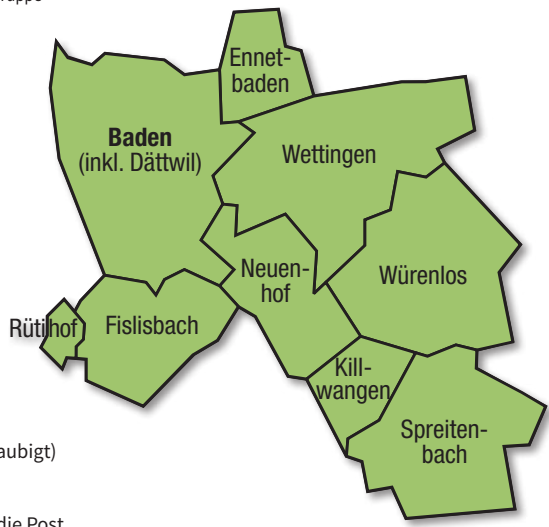 Ennet-
baden
Baden
(inkl. Dättwil)
Wettingen
Neuen-
hof
Würenlos
Rütihof
Fislisbach
Kill-
wangen
Spreiten-
bach
aubigt)
die Post